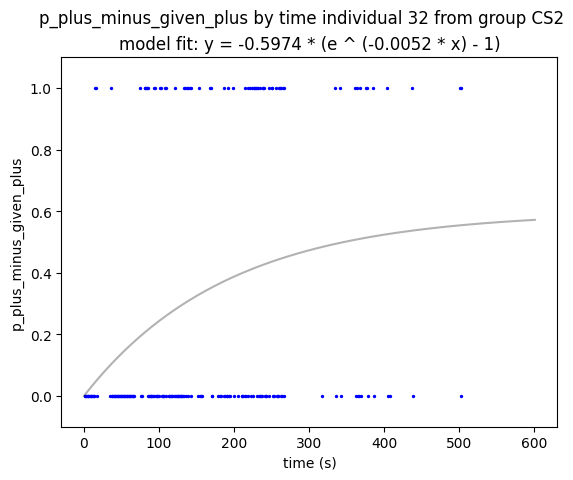 p_plus_minus_given_plus by time individual 32 from group CS2
model fit: y = -0.5974 * (e ^ (-0.0052 * x) - 1)
1.0
0.8
0.6
0.4
0.2
0.0
p_plus_minus_given_plus
0 100 200 300 400 500 600
time (s)